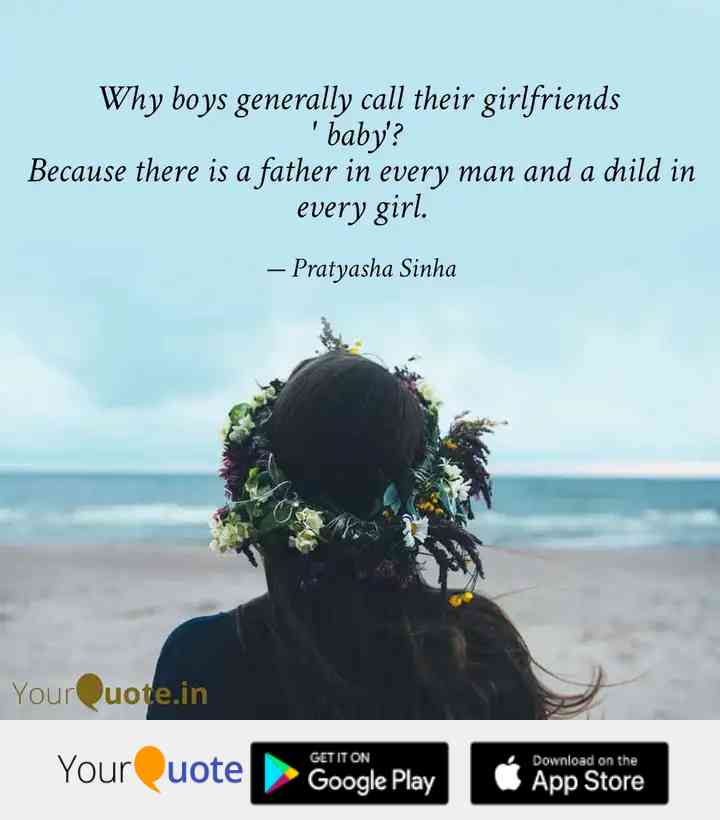 Why boys generally call their girlfriends
' baby'?
Because there is a father in every man and a child in
every girl.
— Pratyasha Sinha
YourQuote.in
YourQuote
GET IT ON
Google Play
Download on the
App Store